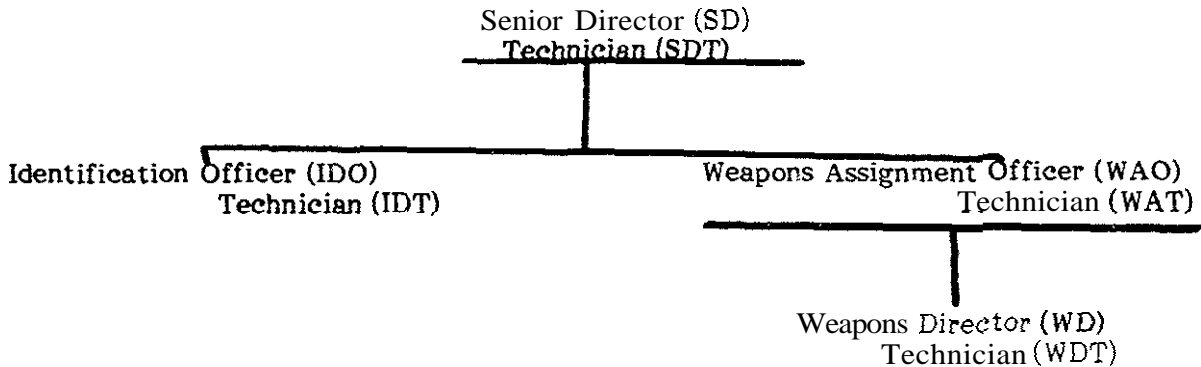 Senior Director (SD)
Technician (SDT)
Identification Officer (IDO)
Technician (IDT)
Weapons Assignment Officer (WAO)
Technician (WAT)
Weapons Director (WD)
Technician (WDT)